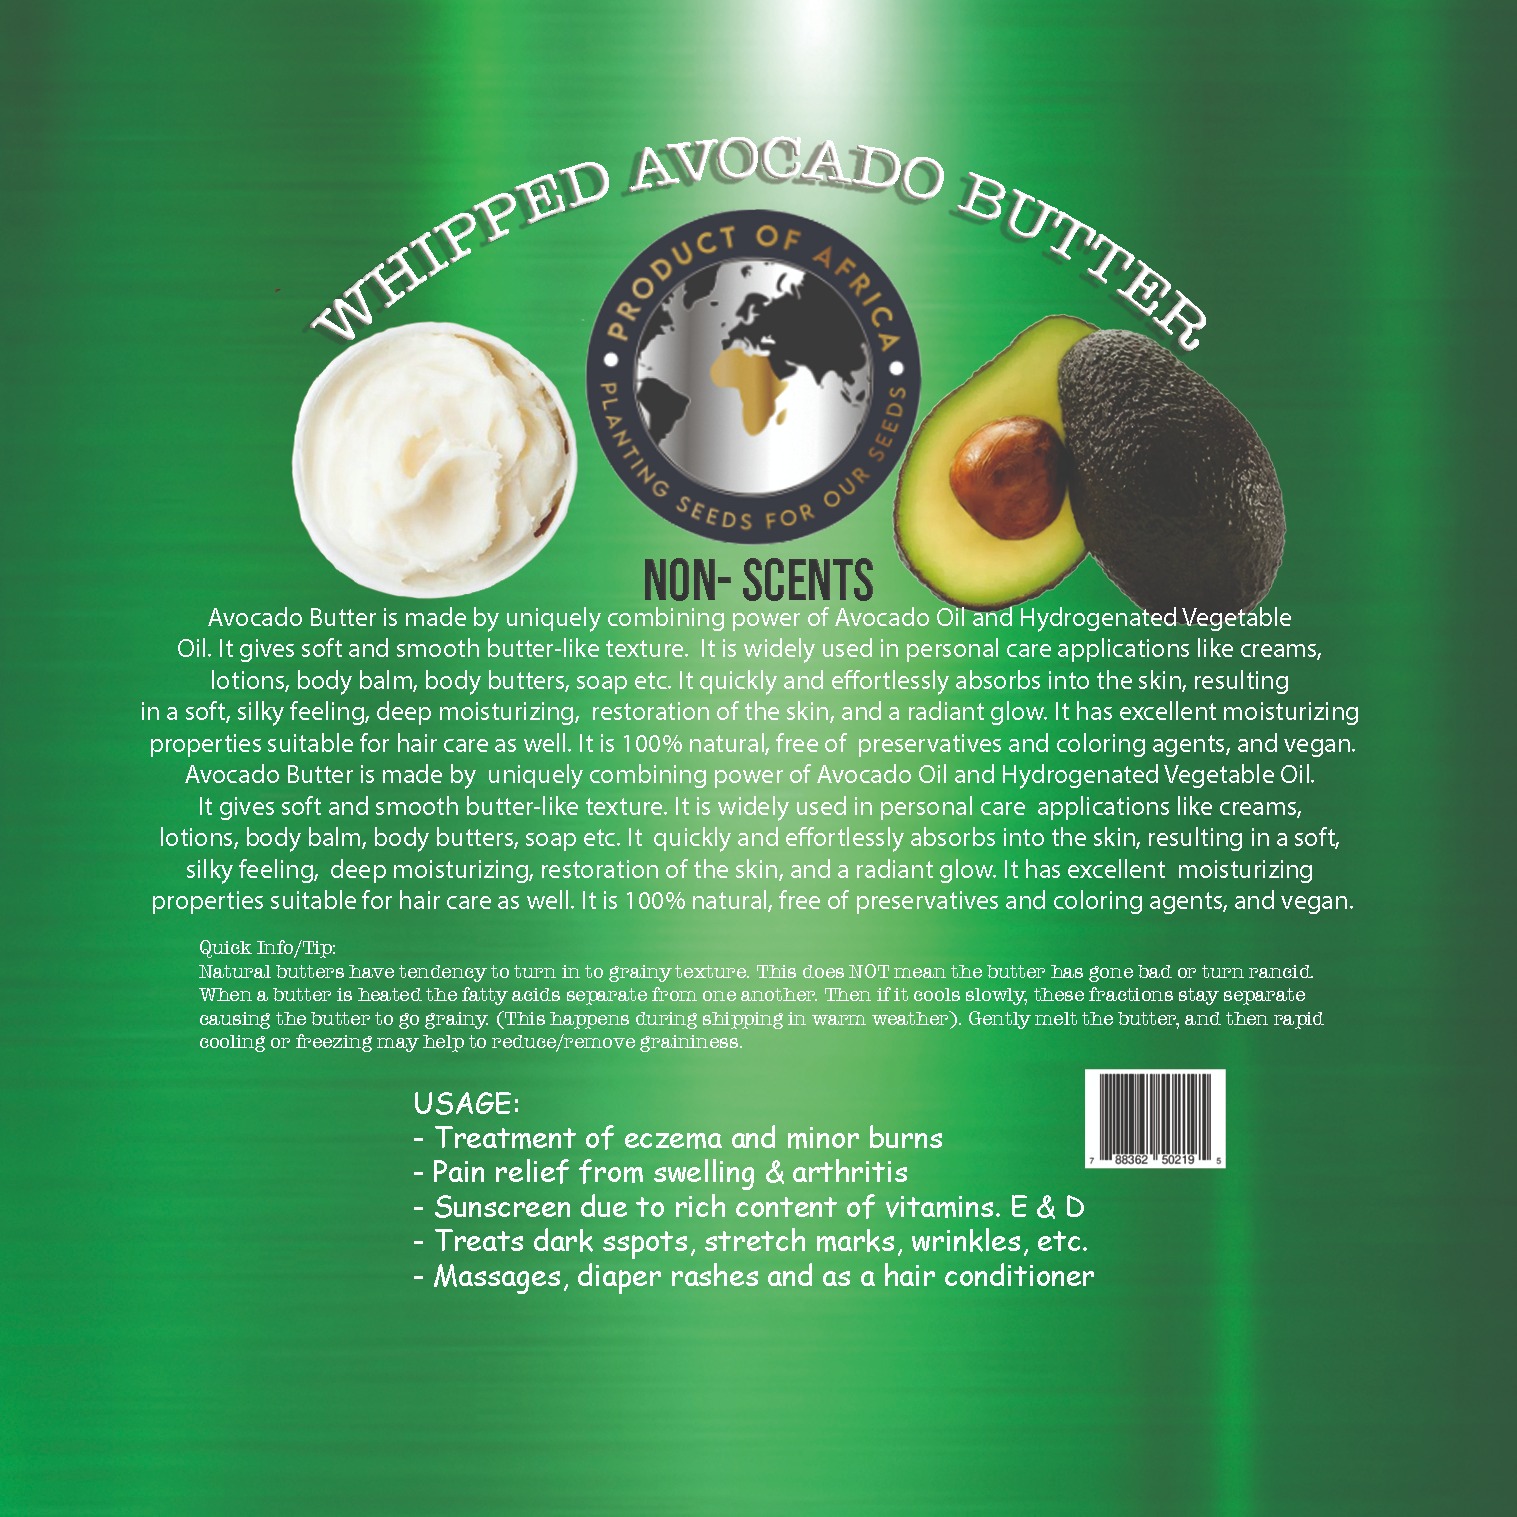 WHIPPED AVOCADO BUTTER
PRODUCT OF AFRICA
PLANTING SEEDS FOR OUR SEEDS
NON- SCENTS
Avocado Butter is made by uniquely combining power of Avocado Oil and Hydrogenated Vegetable
Oil. It gives soft and smooth butter-like texture. It is widely used in personal care applications like creams,
lotions, body balm, body butters, soap etc. It quickly and effortlessly absorbs into the skin, resulting
in a soft, silky feeling, deep moisturizing, restoration of the skin, and a radiant glow. It has excellent moisturizing
properties suitable for hair care as well. It is 100% natural, free of preservatives and coloring agents, and vegan.
Avocado Butter is made by uniquely combining power of Avocado Oil and Hydrogenated Vegetable Oil.
It gives soft and smooth butter-like texture. It is widely used in personal care applications like creams,
lotions, body balm, body butters, soap etc. It quickly and effortlessly absorbs into the skin, resulting in a soft,
silky feeling, deep moisturizing, restoration of the skin, and a radiant glow. It has excellent moisturizing
properties suitable for hair care as well. It is 100% natural, free of preservatives and coloring agents, and vegan.
Quick Info/Tip:
Natural butters have tendency to turn in to grainy texture. This does NOT mean the butter has gone bad or turn rancid.
When a butter is heated the fatty acids separate from one another. Then if it cools slowly, these fractions stay separate
causing the butter to go grainy. (This happens during shipping in warm weather). Gently melt the butter, and then rapid
cooling or freezing may help to reduce/remove graininess.
USAGE:
- Treatment of eczema and minor burns
- Pain relief from swelling & arthritis
- Sunscreen due to rich content of vitamins. E & D
- Treats dark sspots, stretch marks, wrinkles, etc.
- Massages, diaper rashes and as a hair conditioner
7 88362 50219 5